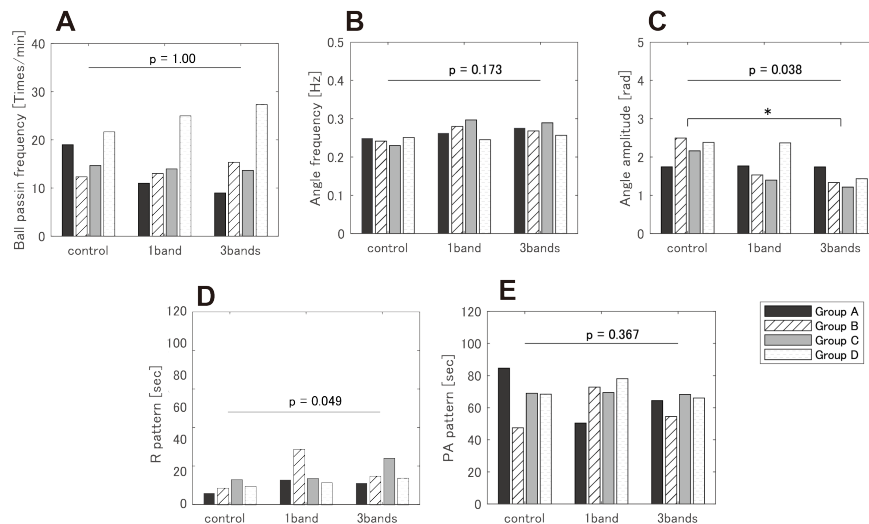 A
Ball passin frequency [Times/min]
40
30
20
10
0
p = 1.00
control 1band 3bands
B
Angle frequency [Hz]
0.5
0.4
0.3
0.2
0.1
0
p = 0.173
control 1band 3bands
C
Angle amplitude [rad]
5
4
3
2
1
0
p = 0.038
*
control 1band 3bands
D
R pattern [sec]
120
100
80
60
40
20
0
p = 0.049
control 1band 3bands
E
PA pattern [sec]
120
100
80
60
40
20
0
p = 0.367
control 1band 3bands
Group A
Group B
Group C
Group D